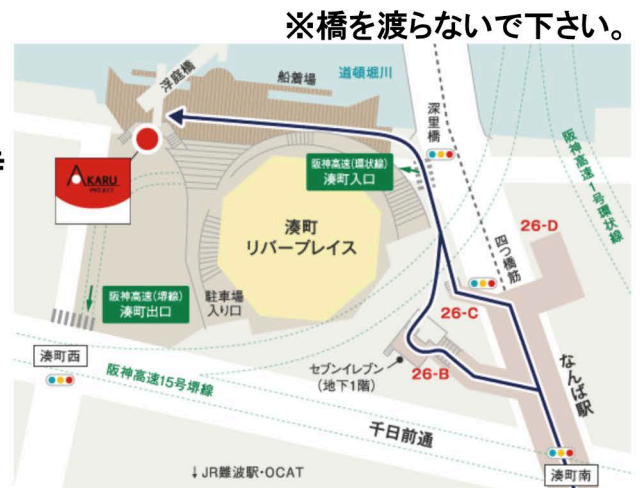 ※橋を渡らないで下さい。
浮庭橋
船着場
道頓堀川
深里橋
阪神高速(環状線)
湊町入口
阪神高速1号環状線
AKARU
PROJECT
湊町
リバープレイス
26-D
四つ橋筋
阪神高速(堺線)
湊町出口
駐車場
入り口
26-C
湊町西
セブンイレブン
(地下1階)
26-B
なんば駅
阪神高速15号堺線
千日前通
↓JR難波駅・OCAT
湊町南